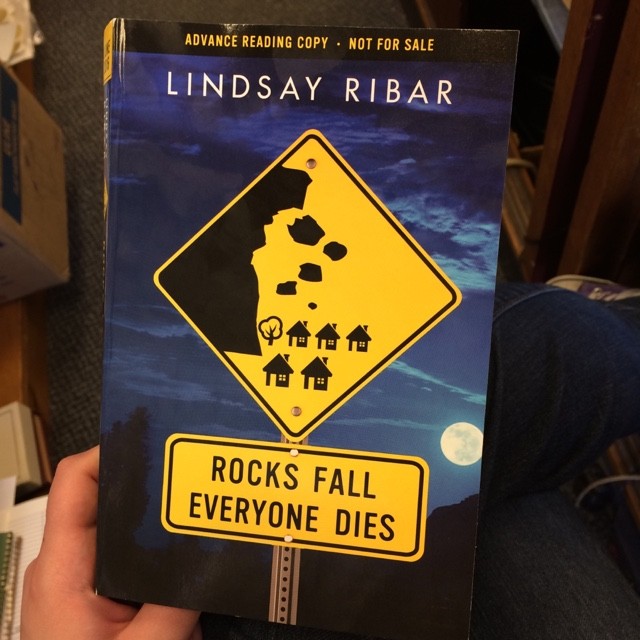 ADVANCE READING COPY · NOT FOR SALE
LINDSAY RIBAR
ROCKS FALL
EVERYONE DIES